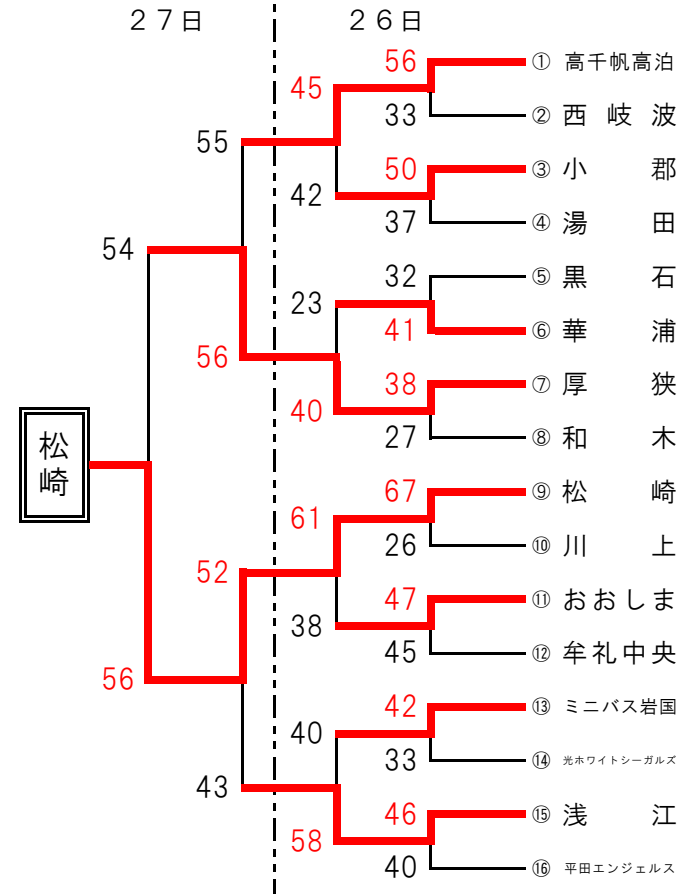 ２７日 ２６日
56 ① 高千帆高泊
45
33 ② 西岐波
55
50 ③ 小郡
42
37 ④ 湯田
54
32 ⑤ 黒石
23
41 ⑥ 華浦
56
38 ⑦ 厚狭
40
27 ⑧ 和木
松崎
67 ⑨ 松崎
61
26 ⑩ 川上
52
47 ⑪ おおしま
38
45 ⑫ 牟礼中央
56
42 ⑬ ミニバス岩国
40
33 ⑭ 光ホワイトシーガルズ
43
46 ⑮ 浅江
58
40 ⑯ 平田エンジェルス